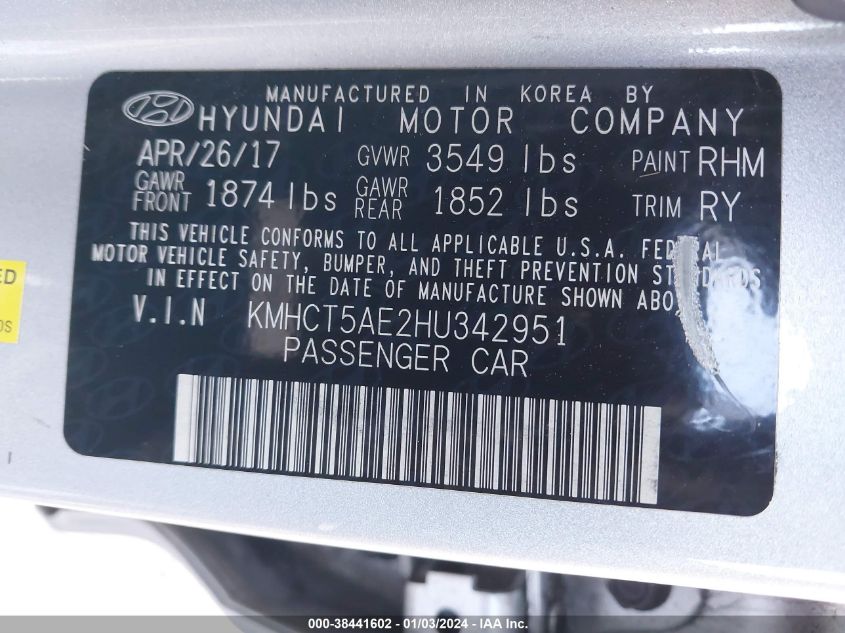 MANUFACTURED IN KOREA BY
HYUNDAI MOTOR COMPANY
APR/26/17 GVWR 3549 lbs PAINT RHM
GAWR FRONT 1874 lbs GAWR REAR 1852 lbs TRIM RY
THIS VEHICLE CONFORMS TO ALL APPLICABLE U.S.A. FEDERAL
MOTOR VEHICLE SAFETY, BUMPER, AND THEFT PREVENTION STANDARDS
IN EFFECT ON THE DATE OF MANUFACTURE SHOWN ABO
V.I.N KMHCT5AE2HU342951
PASSENGER CAR
ED
OS
000-38441602 - 01/03/2024 - IAA Inc.